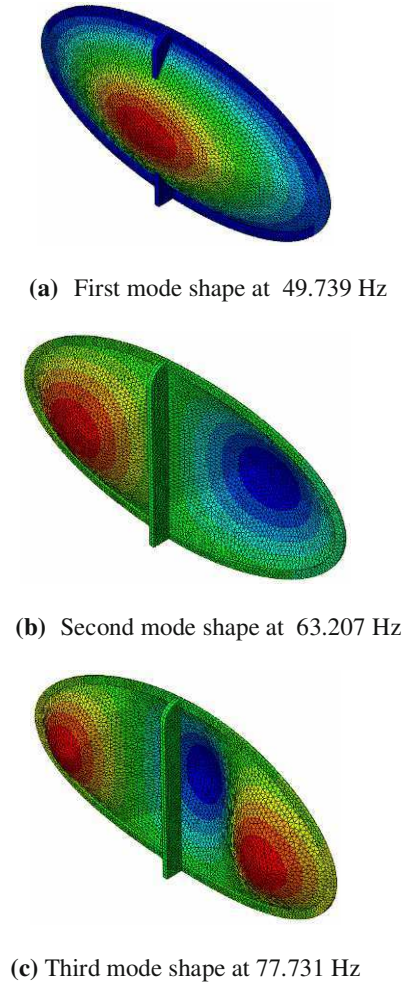 (a) First mode shape at 49.739 Hz
(b) Second mode shape at 63.207 Hz
(c) Third mode shape at 77.731 Hz